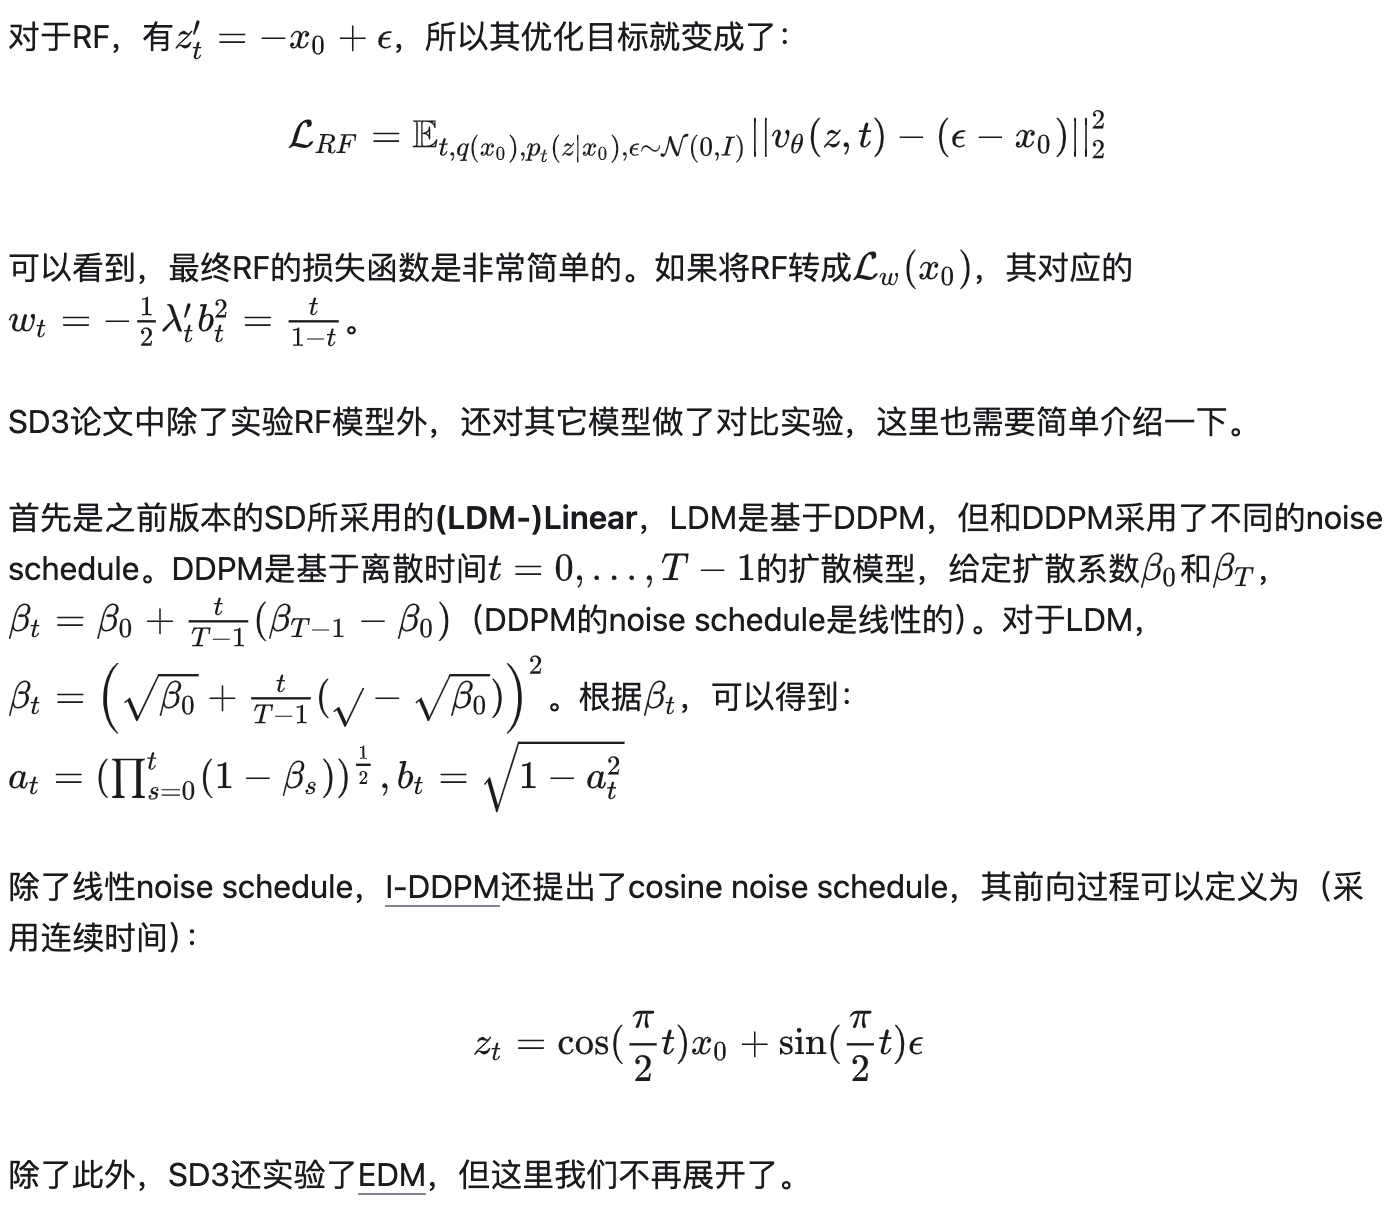 对于RF，有$z_t' = -x_0 + \epsilon$，所以其优化目标就变成了：
$$\mathcal{L}_{RF} = \mathbb{E}_{t,q(x_0),p_t(z|x_0),\epsilon\sim\mathcal{N}(0,I)}||v_\theta(z,t) - (\epsilon - x_0)||_2^2$$
可以看到，最终RF的损失函数是非常简单的。如果将RF转成$\mathcal{L}_w(x_0)$，其对应的
$w_t = -\frac{1}{2}\lambda_t' b_t^2 = \frac{t}{1-t}$。
SD3论文中除了实验RF模型外，还对其它模型做了对比实验，这里也需要简单介绍一下。
首先是之前版本的SD所采用的(LDM-)Linear，LDM是基于DDPM，但和DDPM采用了不同的noise
schedule。DDPM是基于离散时间$t = 0, \ldots, T-1$的扩散模型，给定扩散系数$\beta_0$和$\beta_T$，
$\beta_t = \beta_0 + \frac{t}{T-1}(\beta_{T-1} - \beta_0)$（DDPM的noise schedule是线性的）。对于LDM，
$\beta_t = \left(\sqrt{\beta_0} + \frac{t}{T-1}(\sqrt{} - \sqrt{\beta_0})\right)^2$。根据$\beta_t$，可以得到：
$a_t = (\prod_{s=0}^{t}(1 - \beta_s))^{\frac{1}{2}}, b_t = \sqrt{1 - a_t^2}$
除了线性noise schedule，I-DDPM还提出了cosine noise schedule，其前向过程可以定义为（采
用连续时间）：
$$z_t = \cos(\frac{\pi}{2}t)x_0 + \sin(\frac{\pi}{2}t)\epsilon$$
除了此外，SD3还实验了EDM，但这里我们不再展开了。